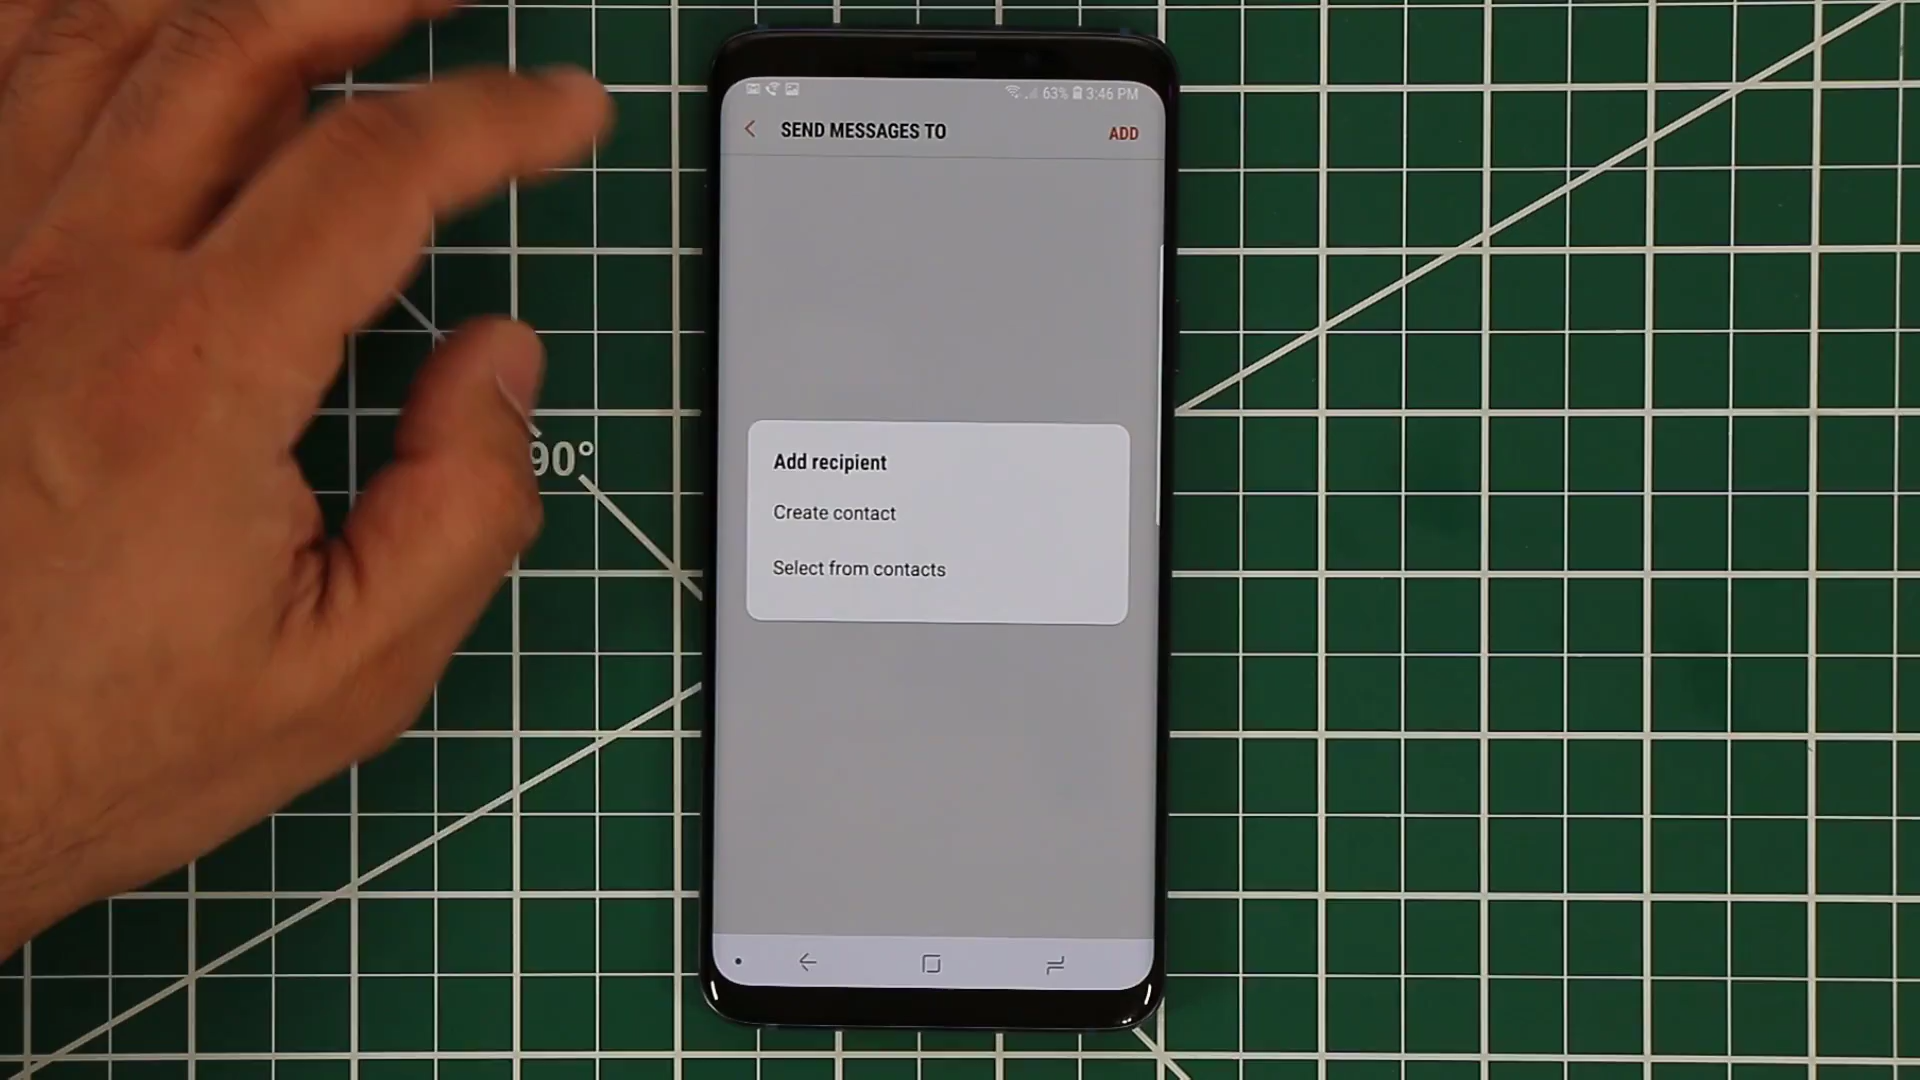 63% 3:46 PM
SEND MESSAGES TO
ADD
90°
Add recipient
Create contact
Select from contacts